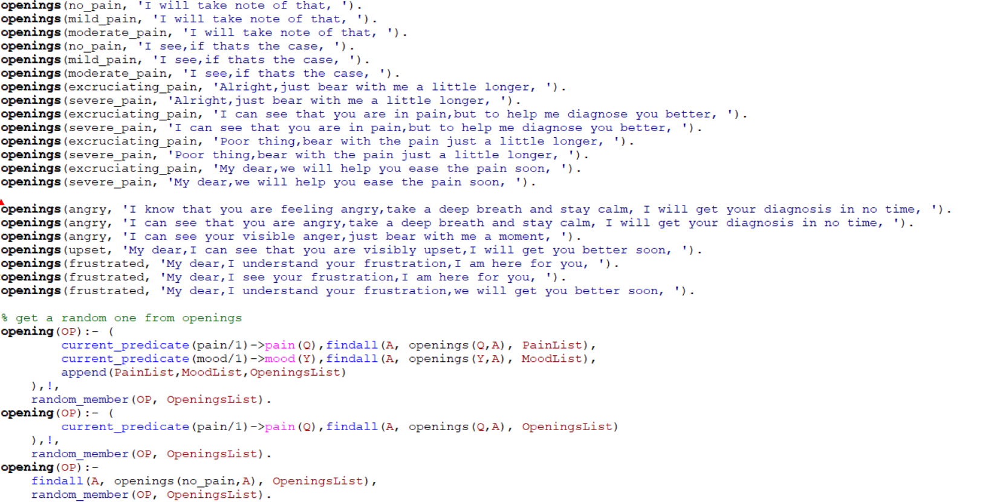 openings(no_pain, 'I will take note of that, ').
openings(mild_pain, 'I will take note of that, ').
openings(moderate_pain, 'I will take note of that, ').
openings(no_pain, 'I see,if thats the case, ').
openings(mild_pain, 'I see,if thats the case, ').
openings(moderate_pain, 'I see,if thats the case, ').
openings(excruciating_pain, 'Alright,just bear with me a little longer, ').
openings(severe_pain, 'Alright,just bear with me a little longer, ').
openings(excruciating_pain, 'I can see that you are in pain,but to help me diagnose you better, ').
openings(severe_pain, 'I can see that you are in pain,but to help me diagnose you better, ').
openings(excruciating_pain, 'Poor thing,bear with the pain just a little longer, ').
openings(severe_pain, 'Poor thing,bear with the pain just a little longer, ').
openings(excruciating_pain, 'My dear,we will help you ease the pain soon, ').
openings(severe_pain, 'My dear,we will help you ease the pain soon, ').

openings(angry, 'I know that you are feeling angry,take a deep breath and stay calm, I will get your diagnosis in no time, ').
openings(angry, 'I can see that you are angry,take a deep breath and stay calm, I will get your diagnosis in no time, ').
openings(angry, 'I can see your visible anger,just bear with me a moment, ').
openings(upset, 'My dear,I can see that you are visibly upset,I will get you better soon, ').
openings(frustrated, 'My dear,I understand your frustration,I am here for you, ').
openings(frustrated, 'My dear,I see your frustration,I am here for you, ').
openings(frustrated, 'My dear,I understand your frustration,we will get you better soon, ').

% get a random one from openings
opening(OP):- (
        current_predicate(pain/1)->pain(Q),findall(A, openings(Q,A), PainList),
        current_predicate(mood/1)->mood(Y),findall(A, openings(Y,A), MoodList),
        append(PainList,MoodList,OpeningsList)
    ),!,
    random_member(OP, OpeningsList).
opening(OP):- (
        current_predicate(pain/1)->pain(Q),findall(A, openings(Q,A), OpeningsList)
    ),!,
    random_member(OP, OpeningsList).
opening(OP):-
    findall(A, openings(no_pain,A), OpeningsList),
    random_member(OP, OpeningsList).